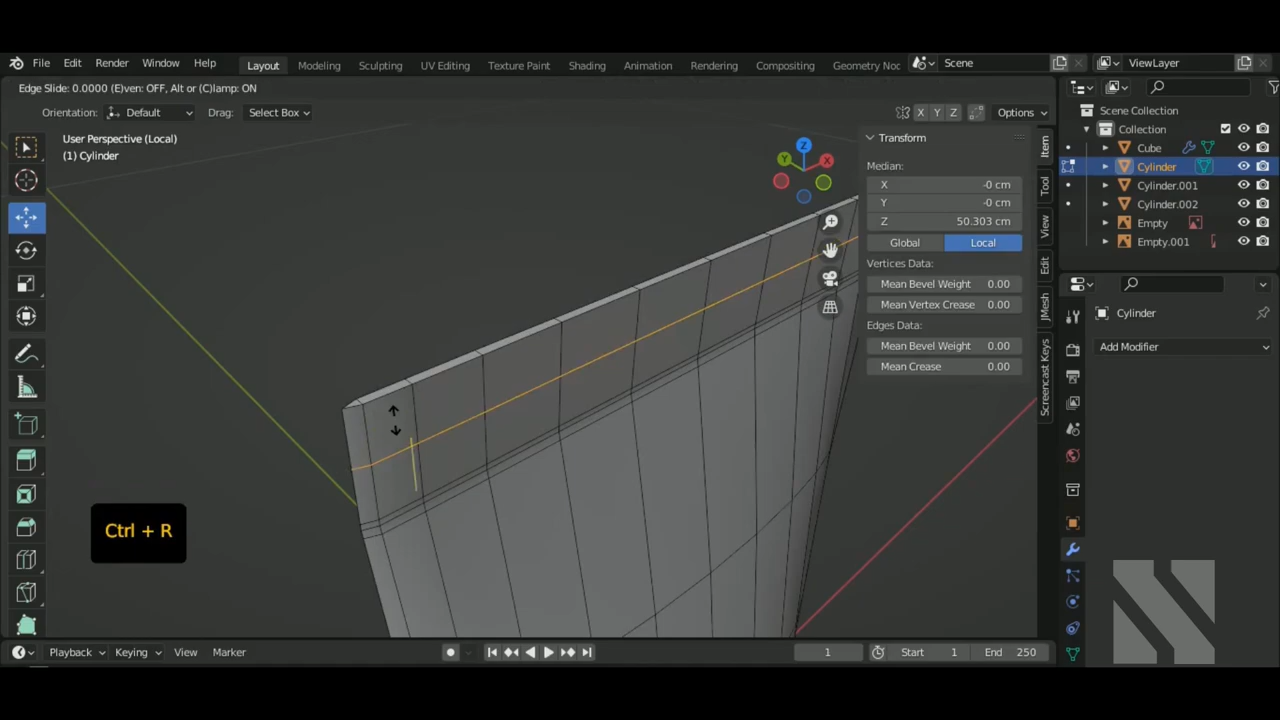 File Edit Render Window Help Layout Modeling Sculpting UV Editing Texture Paint Shading Animation Rendering Compositing Geometry Noc Scene ViewLayer
Edge Slide: 0.0000 (E)ven: OFF, Alt or (C)lamp: ON
Orientation: Default Drag: Select Box X Y Z Options
User Perspective (Local)
(1) Cylinder
Z
Y
X
Transform
Median:
X -0 cm
Y -0 cm
Z 50.303 cm
Global Local
Vertices Data:
Mean Bevel Weight 0.00
Mean Vertex Crease 0.00
Edges Data:
Mean Bevel Weight 0.00
Mean Crease 0.00
Item
Tool
View
Edit
JMesh
Screencast Keys
Scene Collection
Collection
Cube
Cylinder
Cylinder.001
Cylinder.002
Empty
Empty.001
Cylinder
Add Modifier
Ctrl + R
Playback Keying View Marker 1 Start 1 End 250